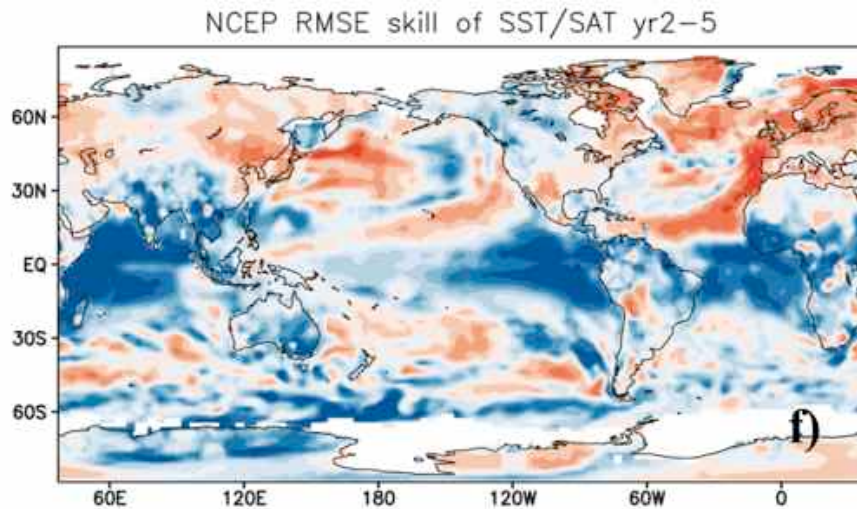 NCEP RMSE skill of SST/SAT yr2-5
60N
30N
EQ
30S
60S
f)
60E 120E 180 120W 60W 0